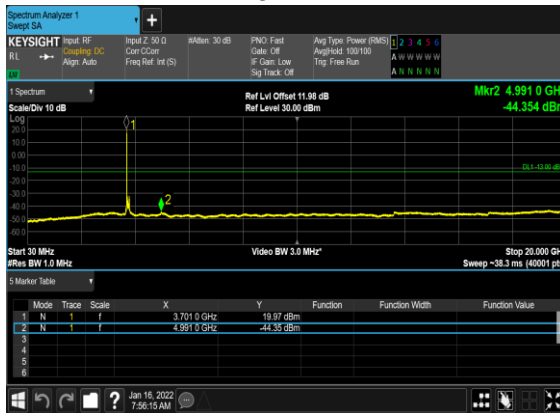 Spectrum Analyzer 1
Swept SA
KEYSIGHT Input: RF Input Z: 50 Ω #Atten: 30 dB PNO: Fast Avg Type: Power (RMS) 1 2 3 4 5 6
RL Coupling: DC Corr CCorr Gate: Off Avg|Hold: 100/100 A W W W W W
Align: Auto Freq Ref: Int (S) IF Gain: Low Trig: Free Run
Sig Track: Off A N N N N N
1 Spectrum Ref Lvl Offset 11.98 dB Mkr2 4.991 0 GH
Scale/Div 10 dB Ref Level 30.00 dBm -44.354 dB
Log
20.0
10.0
0.00
-10.0
-20.0
-30.0
-40.0
-50.0
-60.0
1
2
DL1 -13.00 dB
Start 30 MHz Video BW 3.0 MHz* Stop 20.000 GH
#Res BW 1.0 MHz Sweep ~38.3 ms (40001 pt
5 Marker Table
Mode Trace Scale X Y Function Function Width Function Value
1 N 1 f 3.701 0 GHz 19.97 dBm
2 N 1 f 4.991 0 GHz -44.35 dBm
3
4
5
6
? Jan 16, 2022
7:56:15 AM